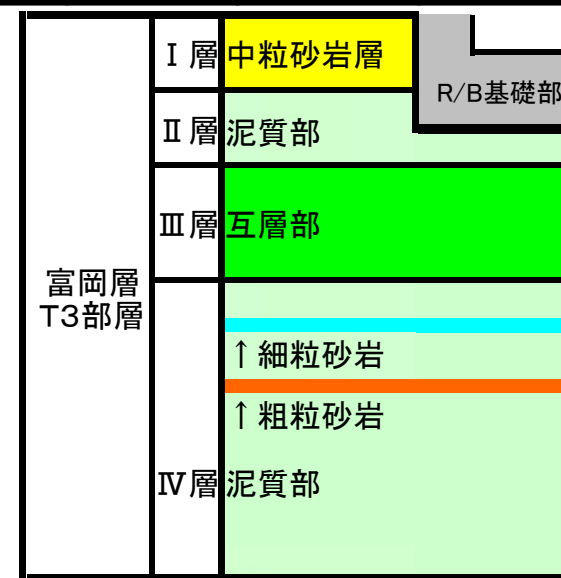 Ⅰ層
中粒砂岩層
R/B基礎部
Ⅱ層
泥質部
Ⅲ層
互層部
富岡層
T3部層
↑細粒砂岩
↑粗粒砂岩
Ⅳ層
泥質部